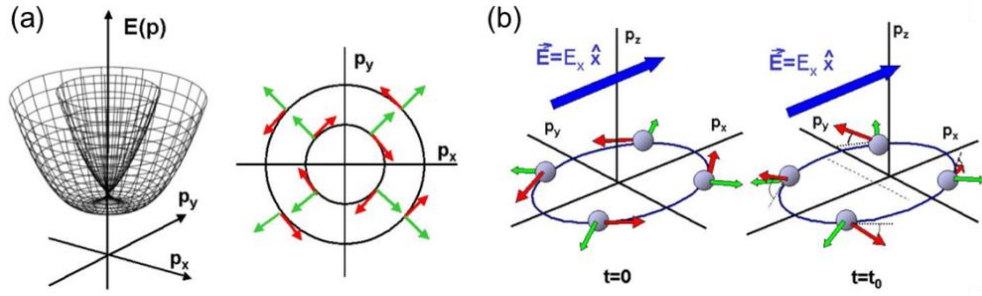 (a)
E(p)
p_y
p_x
p_y
p_x
(b)
p_z
E⃗=E_x x̂
p_y
p_x
t=0
p_z
E⃗=E_x x̂
p_y
p_x
t=t_0